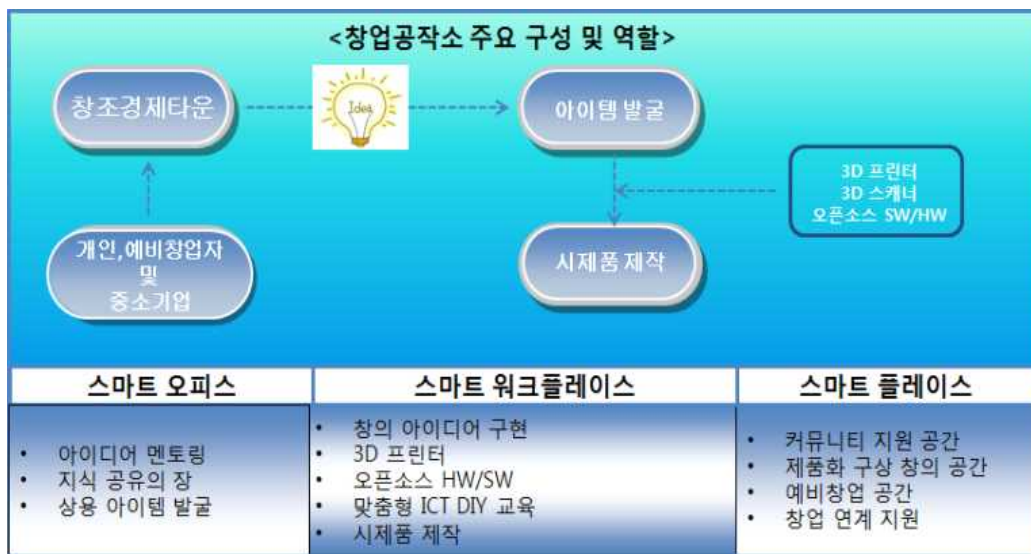 <창업공작소 주요 구성 및 역할>
창조경제타운
Idea
아이템 발굴
3D 프린터
3D 스캐너
오픈소스 SW/HW
개인,예비창업자
및
중소기업
시제품 제작
스마트 오피스
• 아이디어 멘토링
• 지식 공유의 장
• 상용 아이템 발굴
스마트 워크플레이스
• 창의 아이디어 구현
• 3D 프린터
• 오픈소스 HW/SW
• 맞춤형 ICT DIY 교육
• 시제품 제작
스마트 플레이스
• 커뮤니티 지원 공간
• 제품화 구상 창의 공간
• 예비창업 공간
• 창업 연계 지원